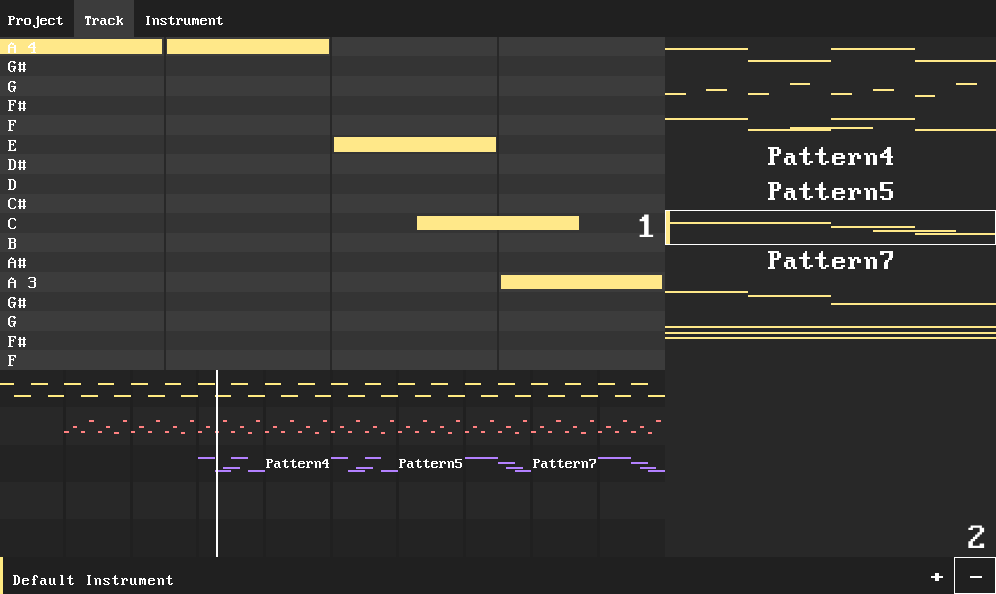 Project Track Instrument
A 4
G#
G
F#
F
E
D#
D
C#
C
B
A#
A 3
G#
G
F#
F
1
Pattern4
Pattern5
Pattern7
Pattern4 Pattern5 Pattern7
2
Default Instrument + −